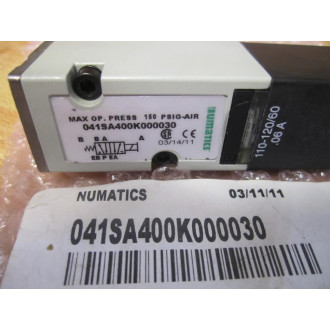 MAX OP. PRESS 150 PSIG-AIR
041SA400K000030
B B A A
EB P EA
03/14/11
numatics
110-120/60
.06 A
NUMATICS 03/11/11
041SA400K000030